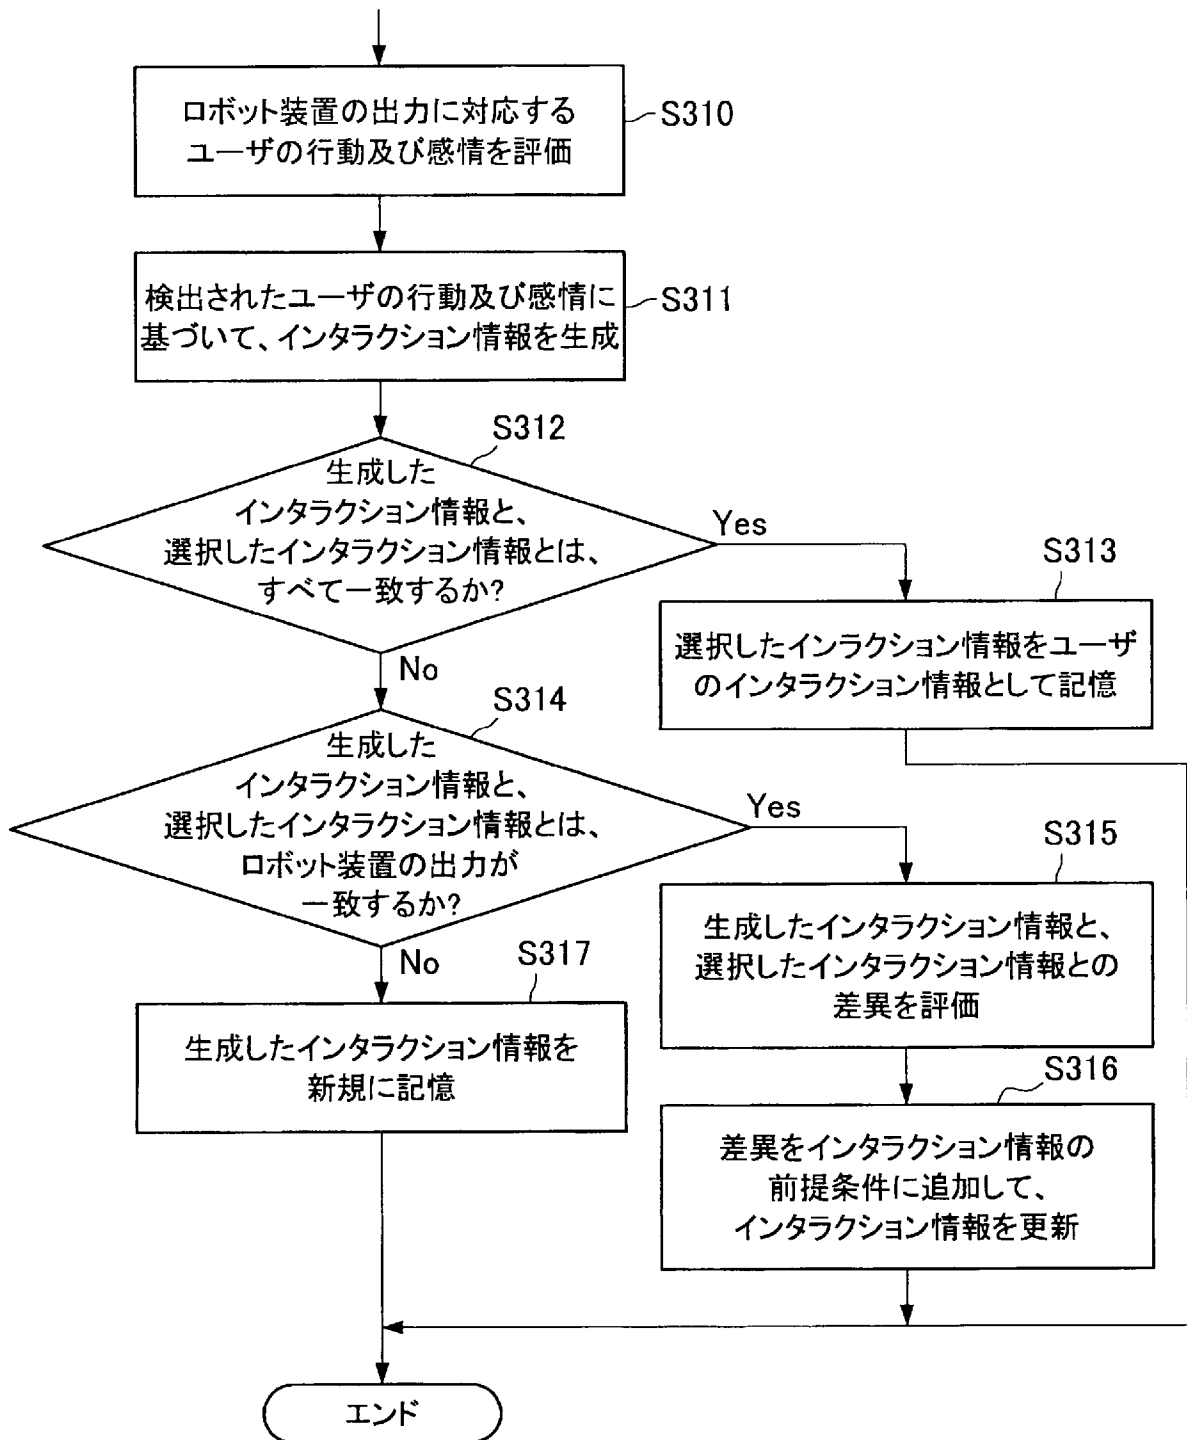 ロボット装置の出力に対応する
ユーザの行動及び感情を評価
S310
検出されたユーザの行動及び感情に
基づいて、インタラクション情報を生成
S311
S312
生成した
インタラクション情報と、
選択したインタラクション情報とは、
すべて一致するか?
Yes
No
S313
選択したインラクション情報をユーザ
のインタラクション情報として記憶
S314
生成した
インタラクション情報と、
選択したインタラクション情報とは、
ロボット装置の出力が
一致するか?
Yes
No
S315
生成したインタラクション情報と、
選択したインタラクション情報との
差異を評価
S317
生成したインタラクション情報を
新規に記憶
S316
差異をインタラクション情報の
前提条件に追加して、
インタラクション情報を更新
エンド